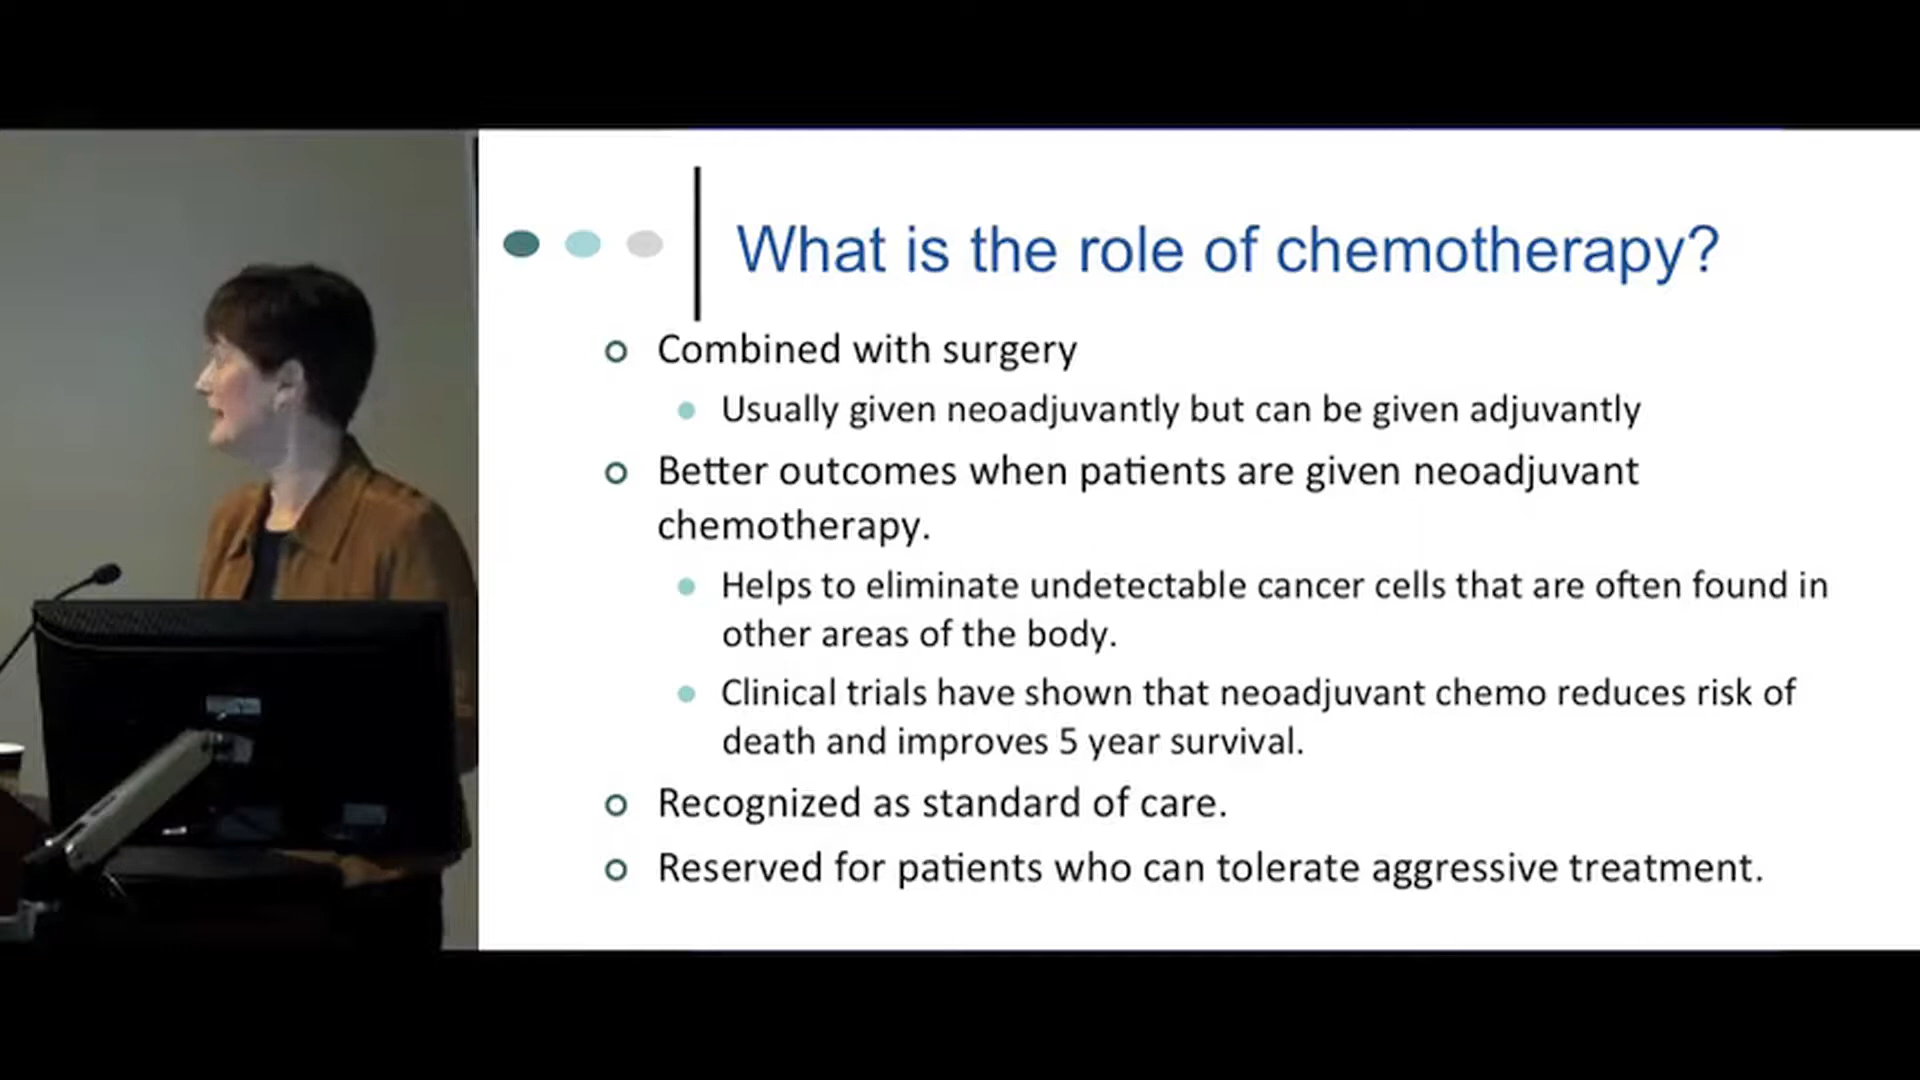 What is the role of chemotherapy?
Combined with surgery
Usually given neoadjuvantly but can be given adjuvantly
Better outcomes when patients are given neoadjuvant
chemotherapy.
Helps to eliminate undetectable cancer cells that are often found in
other areas of the body.
Clinical trials have shown that neoadjuvant chemo reduces risk of
death and improves 5 year survival.
Recognized as standard of care.
Reserved for patients who can tolerate aggressive treatment.